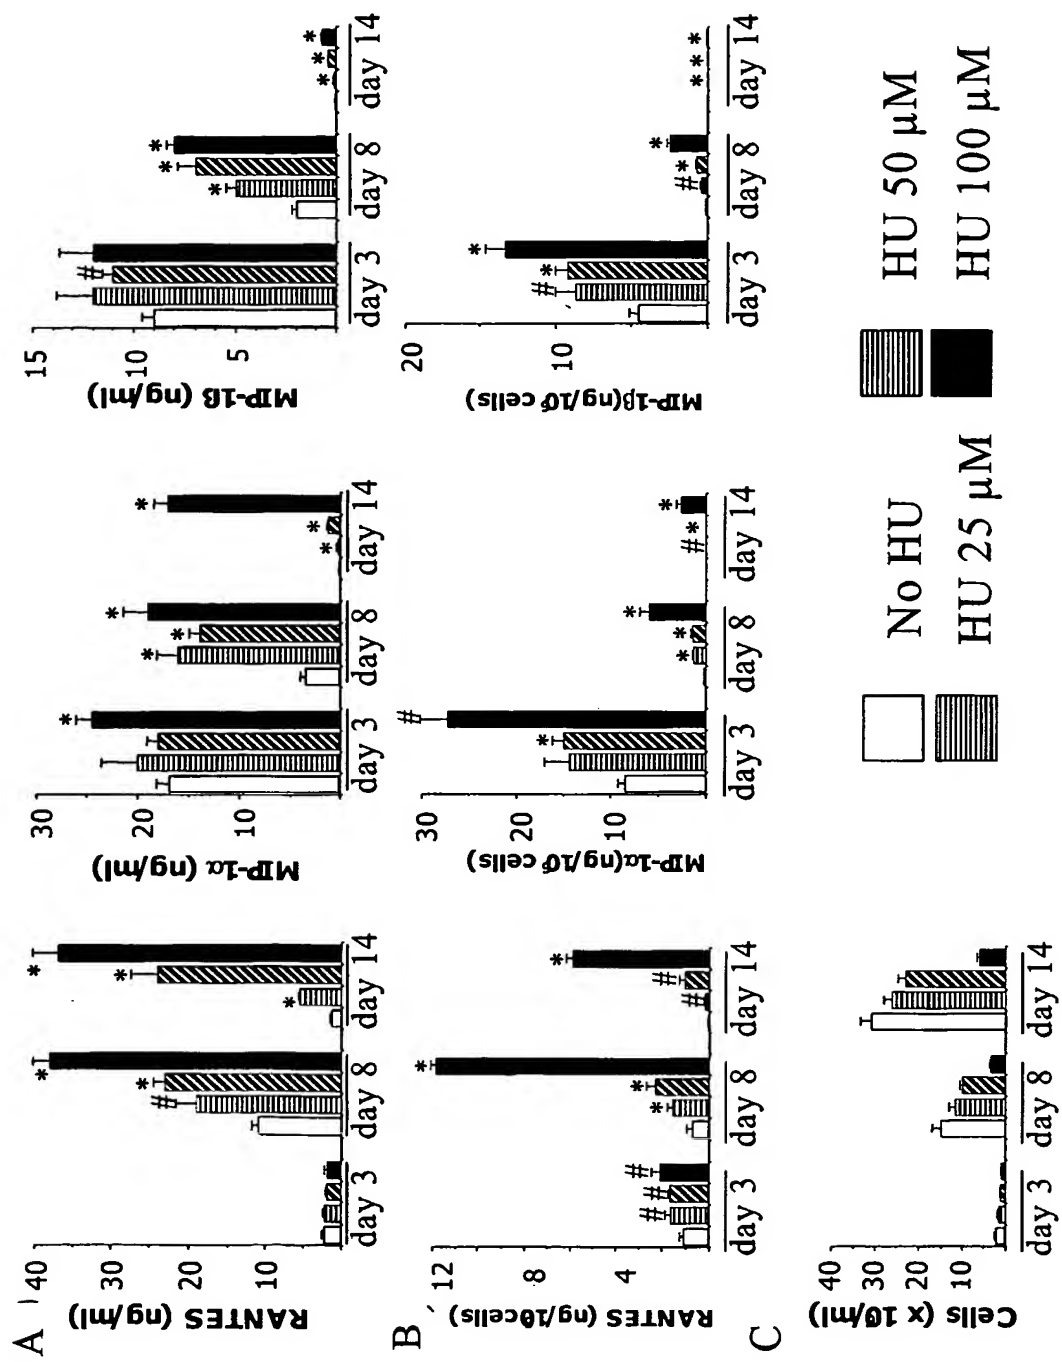 A
RANTES (ng/ml)
40
30
20
10
day 3
day 8
day 14
*
*
#
*
*
*
MIP-1α (ng/ml)
30
20
10
day 3
day 8
day 14
*
*
*
*
*
*
*
MIP-1ß (ng/ml)
15
10
5
day 3
day 8
day 14
#
*
*
*
*
*
*
B
RANTES (ng/10cells)
12
8
4
day 3
day 8
day 14
#
#
#
*
*
*
#
#
*
MIP-1α(ng/10 cells)
30
20
10
day 3
day 8
day 14
*
#
*
*
*
#
*
*
MIP-1β(ng/10 cells)
20
10
day 3
day 8
day 14
#
*
*
#
*
*
*
*
*
C
Cells (x 10/ml)
40
30
20
10
day 3
day 8
day 14
No HU
HU 50 µM
HU 25 µM
HU 100 µM